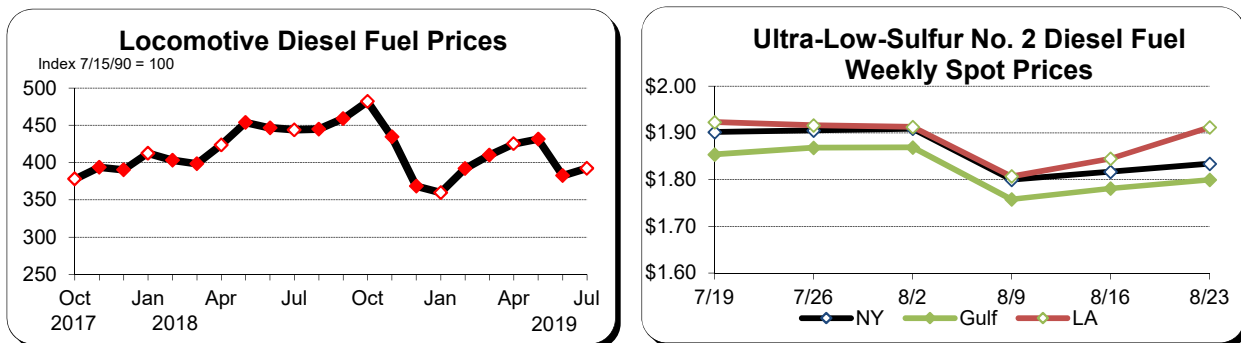 Locomotive Diesel Fuel Prices
Index 7/15/90 = 100
500
450
400
350
300
250
Oct Jan Apr Jul Oct Jan Apr Jul
2017 2018 2019
Ultra-Low-Sulfur No. 2 Diesel Fuel
Weekly Spot Prices
$2.00
$1.90
$1.80
$1.70
$1.60
7/19 7/26 8/2 8/9 8/16 8/23
NY Gulf LA